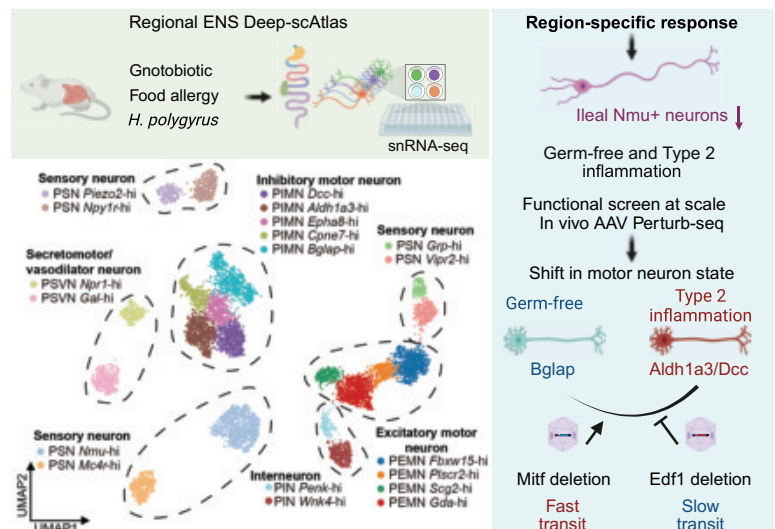 Regional ENS Deep-scAtlas
Gnotobiotic
Food allergy
H. polygyrus
snRNA-seq
Sensory neuron
PSN Piezo2-hi
PSN Npy1r-hi
Inhibitory motor neuron
PIMN Dcc-hi
PIMN Aldh1a3-hi
PIMN Epha8-hi
PIMN Cpne7-hi
PIMN Bglap-hi
Sensory neuron
PSN Grp-hi
PSN Vipr2-hi
Secretomotor/
vasodilator neuron
PSVN Npr1-hi
PSVN Gal-hi
Sensory neuron
PSN Nmu-hi
PSN Mc4r-hi
Interneuron
PIN Penk-hi
PIN Wnk4-hi
Excitatory motor
neuron
PEMN Fbxw15-hi
PEMN Plscr2-hi
PEMN Scg2-hi
PEMN Gda-hi
UMAP2
UMAP1
Region-specific response
Ileal Nmu+ neurons
Germ-free and Type 2
inflammation
Functional screen at scale
In vivo AAV Perturb-seq
Shift in motor neuron state
Germ-free
Type 2
inflammation
Bglap
Aldh1a3/Dcc
Mitf deletion
Edf1 deletion
Fast
transit
Slow
transit